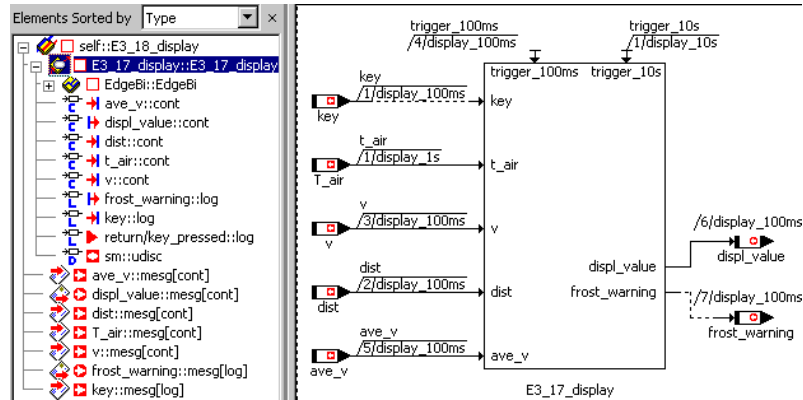 Elements Sorted by Type
self::E3_18_display
E3_17_display::E3_17_display
EdgeBi::EdgeBi
ave_v::cont
displ_value::cont
dist::cont
t_air::cont
v::cont
frost_warning::log
key::log
return/key_pressed::log
sm::udisc
ave_v::mesg[cont]
displ_value::mesg[cont]
dist::mesg[cont]
T_air::mesg[cont]
v::mesg[cont]
frost_warning::mesg[log]
key::mesg[log]
trigger_100ms
/4/display_100ms
trigger_10s
/1/display_10s
trigger_100ms trigger_10s
key
/1/display_100ms
key
key
t_air
/1/display_1s
T_air
t_air
v
/3/display_100ms
v
v
dist
/2/display_100ms
dist
dist
ave_v
/5/display_100ms
ave_v
ave_v
/6/display_100ms
displ_value
displ_value
frost_warning
/7/display_100ms
frost_warning
E3_17_display